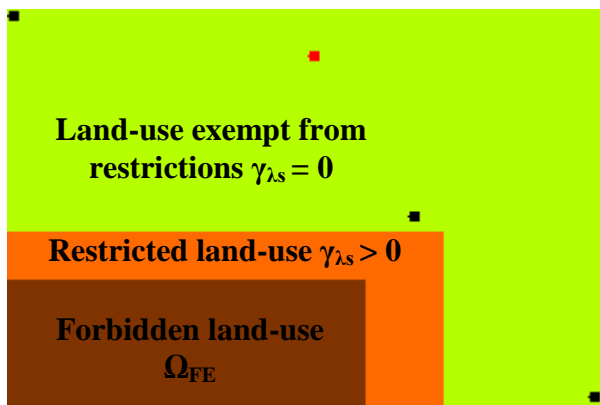 Land-use exempt from
restrictions γλs = 0
Restricted land-use γλs > 0
Forbidden land-use
ΩFE